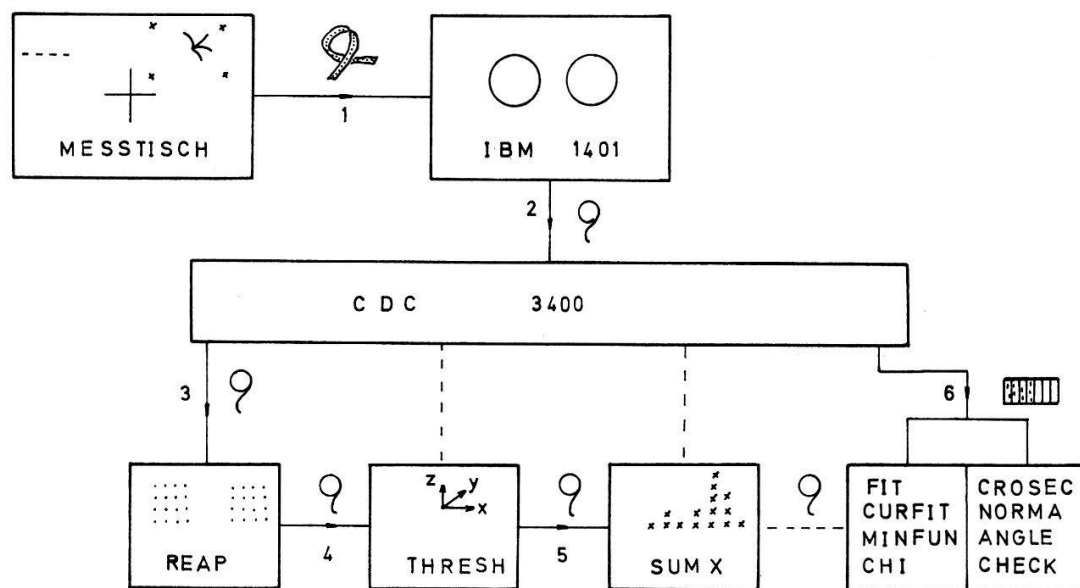 MESSTISCH
1
IBM 1401
2
CDC 3400
3
6
REAP
4
z y x
THRESH
5
SUMX
FIT
CURFIT
MINFUN
CHI
CROSEC
NORMA
ANGLE
CHECK